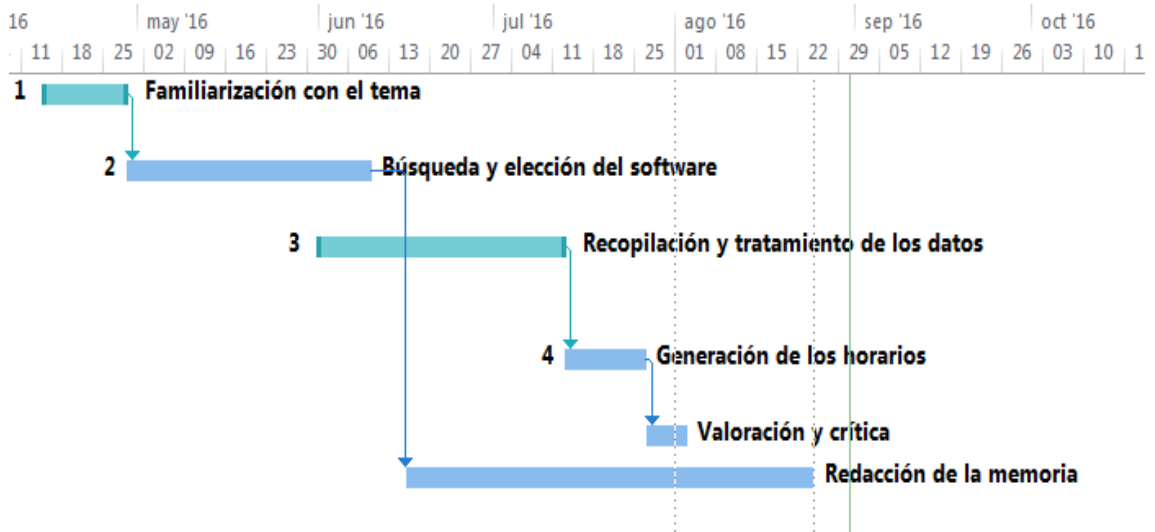 16 may '16 jun '16 jul '16 ago '16 sep '16 oct '16
11 18 25 02 09 16 23 30 06 13 20 27 04 11 18 25 01 08 15 22 29 05 12 19 26 03 10 1
1 Familiarización con el tema
2 Búsqueda y elección del software
3 Recopilación y tratamiento de los datos
4 Generación de los horarios
Valoración y crítica
Redacción de la memoria